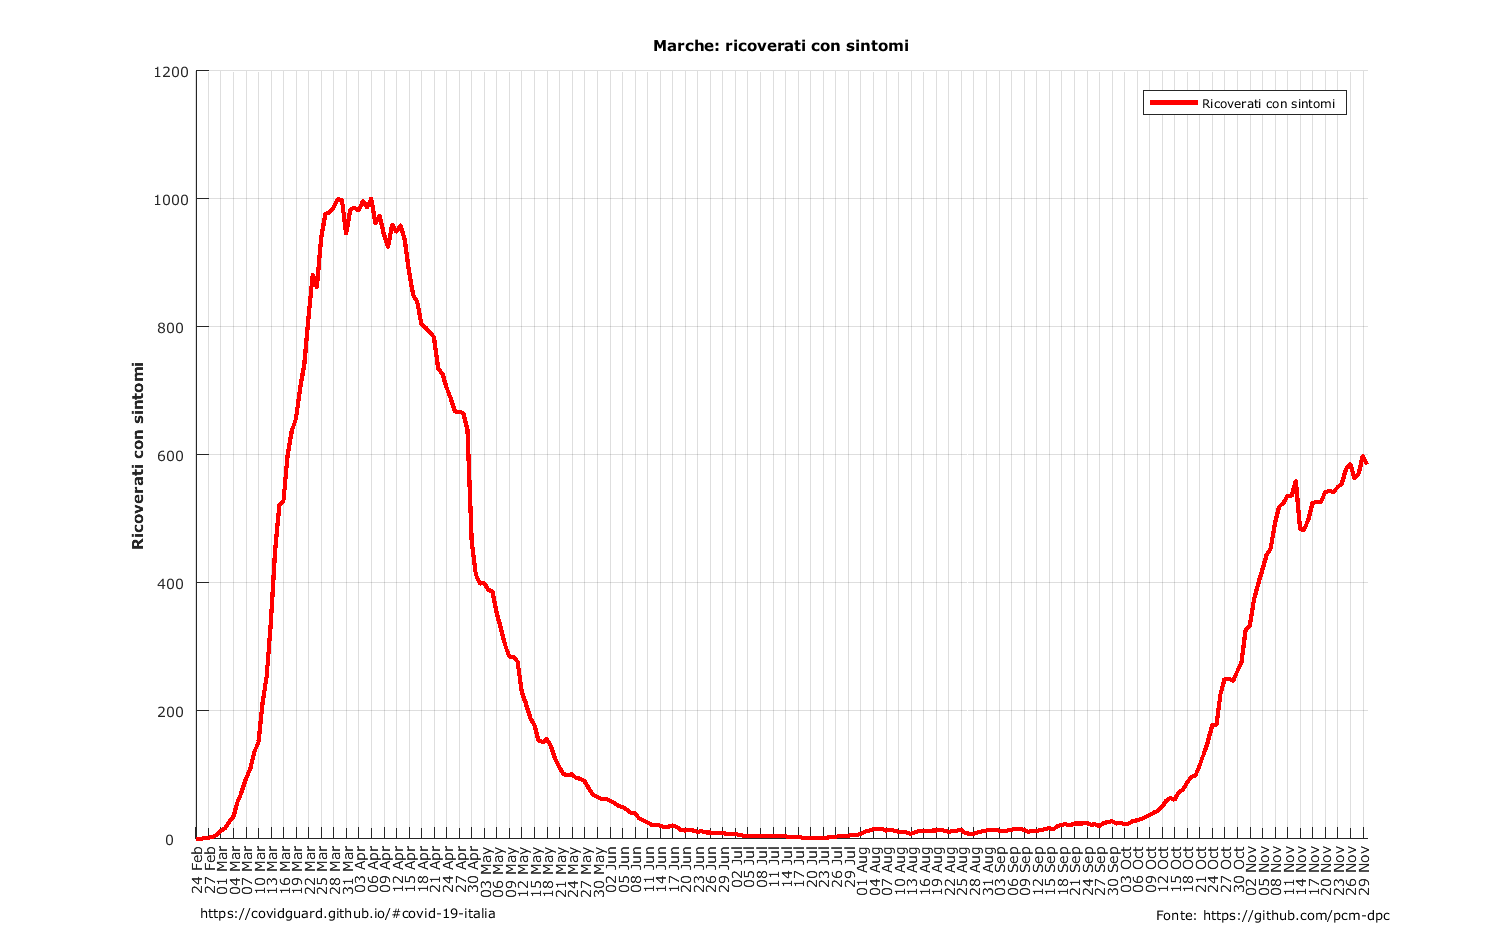 Marche: ricoverati con sintomi
1200
1000
800
600
400
200
0
Ricoverati con sintomi
Ricoverati con sintomi
24 Feb
27 Feb
01 Mar
04 Mar
07 Mar
10 Mar
13 Mar
16 Mar
19 Mar
22 Mar
25 Mar
28 Mar
31 Mar
03 Apr
06 Apr
09 Apr
12 Apr
15 Apr
18 Apr
21 Apr
24 Apr
27 Apr
30 Apr
03 May
06 May
09 May
12 May
15 May
18 May
21 May
24 May
27 May
30 May
02 Jun
05 Jun
08 Jun
11 Jun
14 Jun
17 Jun
20 Jun
23 Jun
26 Jun
29 Jun
02 Jul
05 Jul
08 Jul
11 Jul
14 Jul
17 Jul
20 Jul
23 Jul
26 Jul
29 Jul
01 Aug
04 Aug
07 Aug
10 Aug
13 Aug
16 Aug
19 Aug
22 Aug
25 Aug
28 Aug
31 Aug
03 Sep
06 Sep
09 Sep
12 Sep
15 Sep
18 Sep
21 Sep
24 Sep
27 Sep
30 Sep
03 Oct
06 Oct
09 Oct
12 Oct
15 Oct
18 Oct
21 Oct
24 Oct
27 Oct
30 Oct
02 Nov
05 Nov
08 Nov
11 Nov
14 Nov
17 Nov
20 Nov
23 Nov
26 Nov
29 Nov
https://covidguard.github.io/#covid-19-italia
Fonte: https://github.com/pcm-dpc